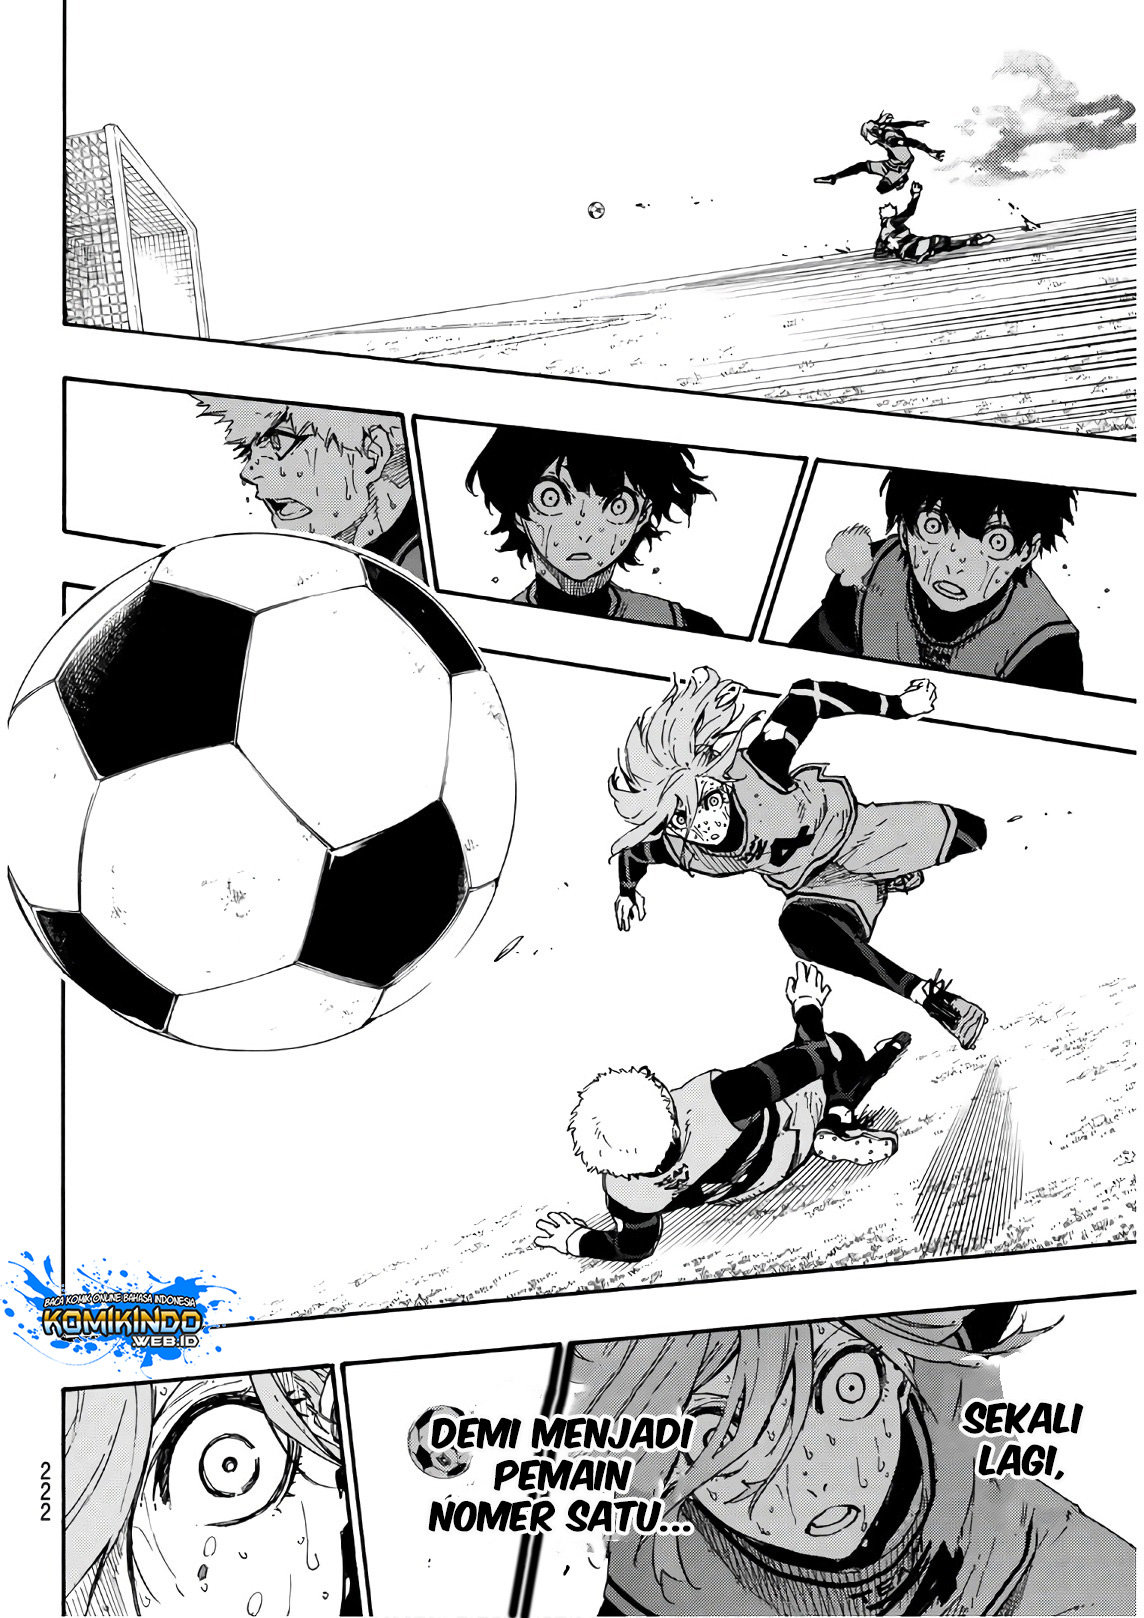 BACA KOMIK ONLINE BAHASA INDONESIA
KOMIKINDO
.WEB.ID
SEKALI
LAGI,
DEMI MENJADI
PEMAIN
NOMER SATU...
222